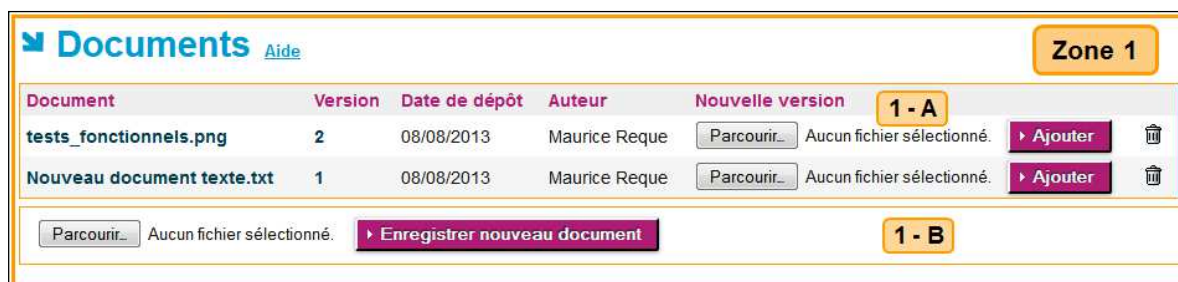 Documents Aide Zone 1
Document Version Date de dépôt Auteur Nouvelle version 1 - A
tests_fonctionnels.png 2 08/08/2013 Maurice Reque Parcourir... Aucun fichier sélectionné. Ajouter
Nouveau document texte.txt 1 08/08/2013 Maurice Reque Parcourir... Aucun fichier sélectionné. Ajouter
Parcourir... Aucun fichier sélectionné. Enregistrer nouveau document 1 - B